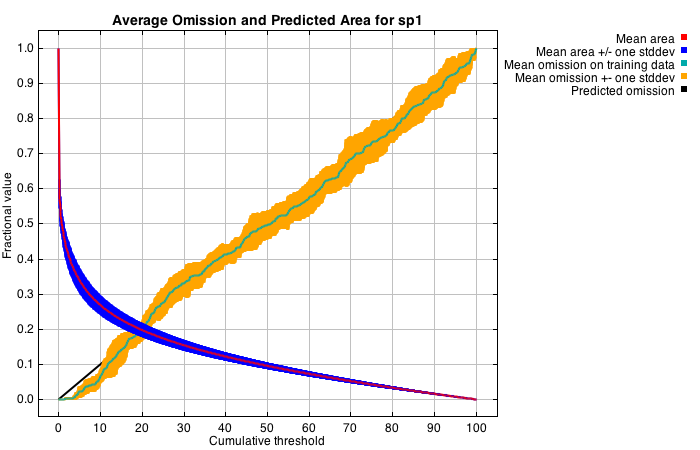 Average Omission and Predicted Area for sp1
Mean area
Mean area +/- one stddev
Mean omission on training data
Mean omission +- one stddev
Predicted omission
Fractional value
1.0
0.9
0.8
0.7
0.6
0.5
0.4
0.3
0.2
0.1
0.0
0 10 20 30 40 50 60 70 80 90 100
Cumulative threshold